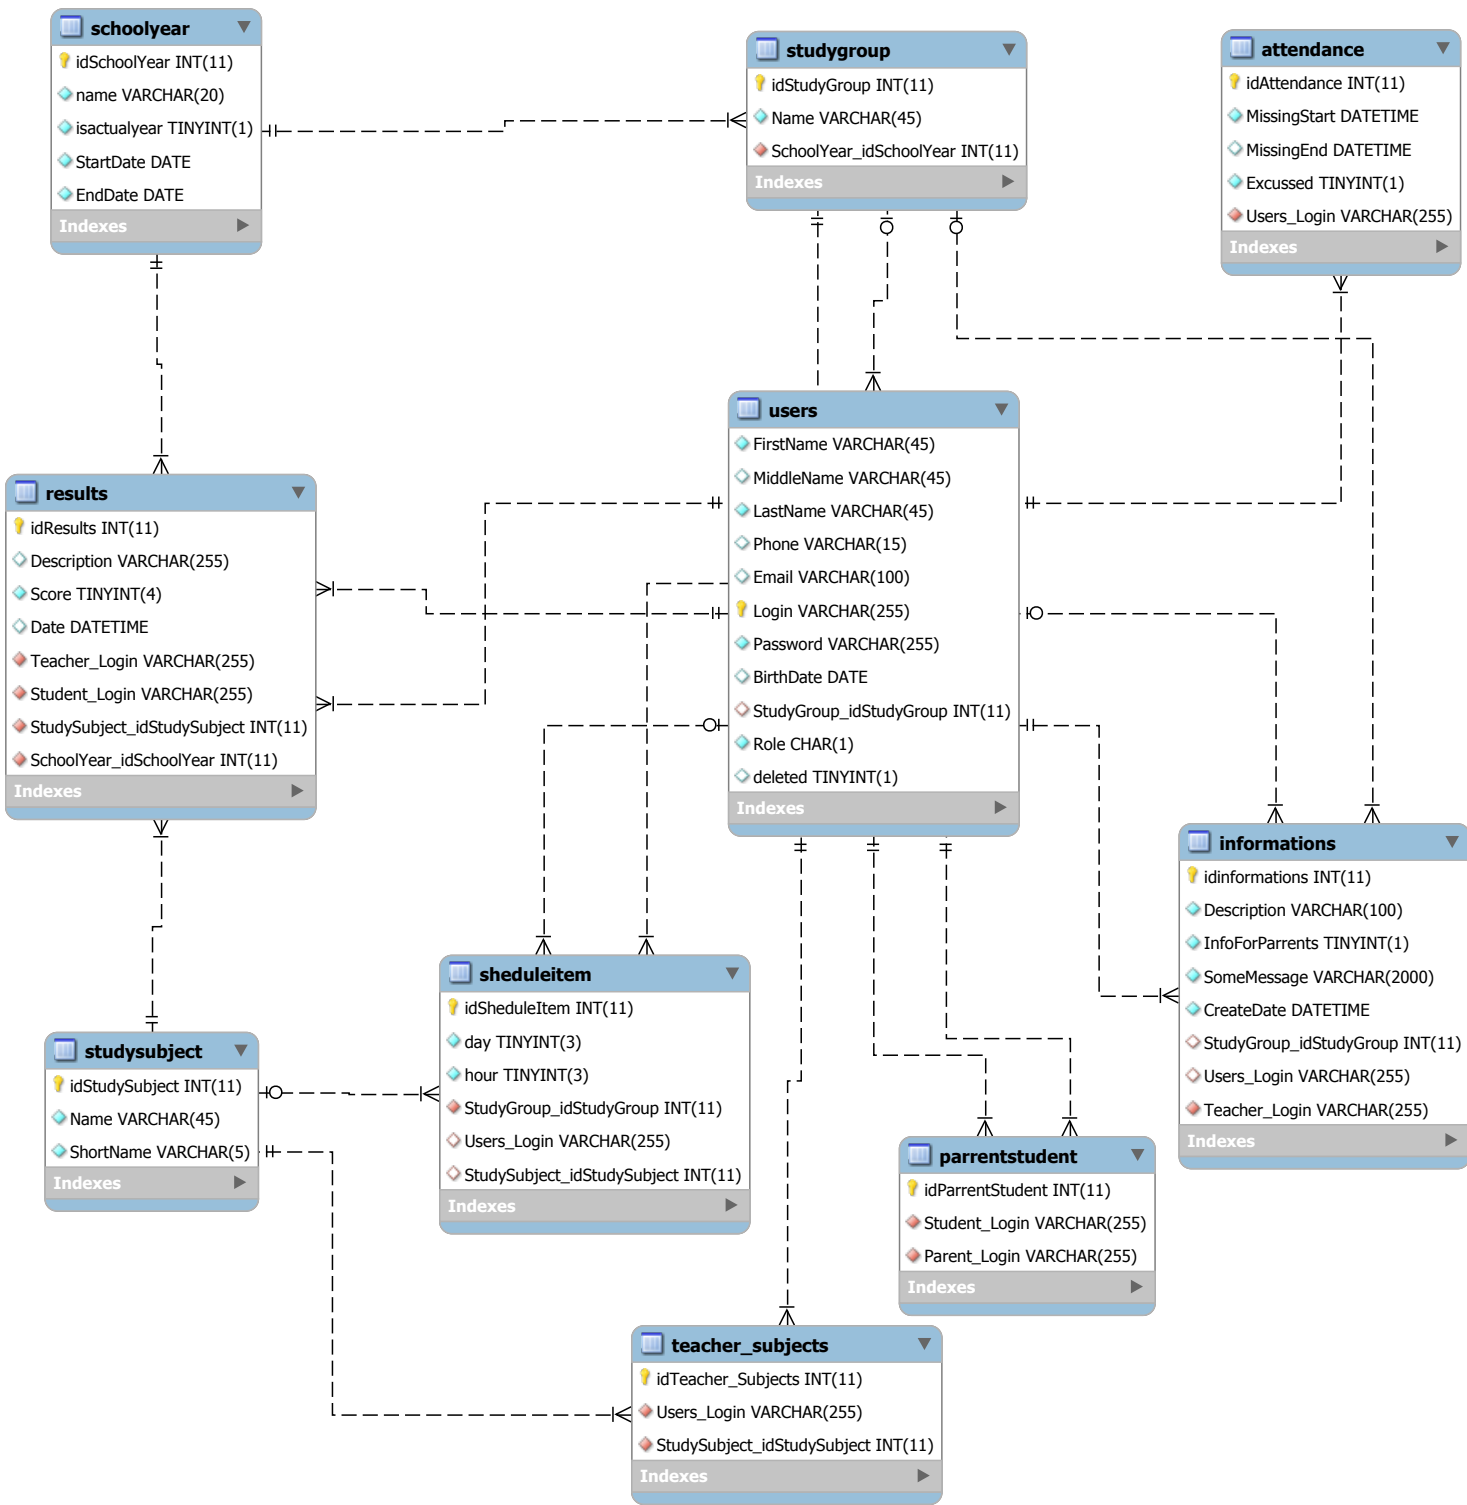 schoolyear
idSchoolYear INT(11)
name VARCHAR(20)
isactualyear TINYINT(1)
StartDate DATE
EndDate DATE
Indexes
studygroup
idStudyGroup INT(11)
Name VARCHAR(45)
SchoolYear_idSchoolYear INT(11)
Indexes
attendance
idAttendance INT(11)
MissingStart DATETIME
MissingEnd DATETIME
Excussed TINYINT(1)
Users_Login VARCHAR(255)
Indexes
users
FirstName VARCHAR(45)
MiddleName VARCHAR(45)
LastName VARCHAR(45)
Phone VARCHAR(15)
Email VARCHAR(100)
Login VARCHAR(255)
Password VARCHAR(255)
BirthDate DATE
StudyGroup_idStudyGroup INT(11)
Role CHAR(1)
deleted TINYINT(1)
Indexes
results
idResults INT(11)
Description VARCHAR(255)
Score TINYINT(4)
Date DATETIME
Teacher_Login VARCHAR(255)
Student_Login VARCHAR(255)
StudySubject_idStudySubject INT(11)
SchoolYear_idSchoolYear INT(11)
Indexes
informations
idinformations INT(11)
Description VARCHAR(100)
InfoForParrents TINYINT(1)
SomeMessage VARCHAR(2000)
CreateDate DATETIME
StudyGroup_idStudyGroup INT(11)
Users_Login VARCHAR(255)
Teacher_Login VARCHAR(255)
Indexes
sheduleitem
idSheduleItem INT(11)
day TINYINT(3)
hour TINYINT(3)
StudyGroup_idStudyGroup INT(11)
Users_Login VARCHAR(255)
StudySubject_idStudySubject INT(11)
Indexes
studysubject
idStudySubject INT(11)
Name VARCHAR(45)
ShortName VARCHAR(5)
Indexes
parrentstudent
idParrentStudent INT(11)
Student_Login VARCHAR(255)
Parent_Login VARCHAR(255)
Indexes
teacher_subjects
idTeacher_Subjects INT(11)
Users_Login VARCHAR(255)
StudySubject_idStudySubject INT(11)
Indexes